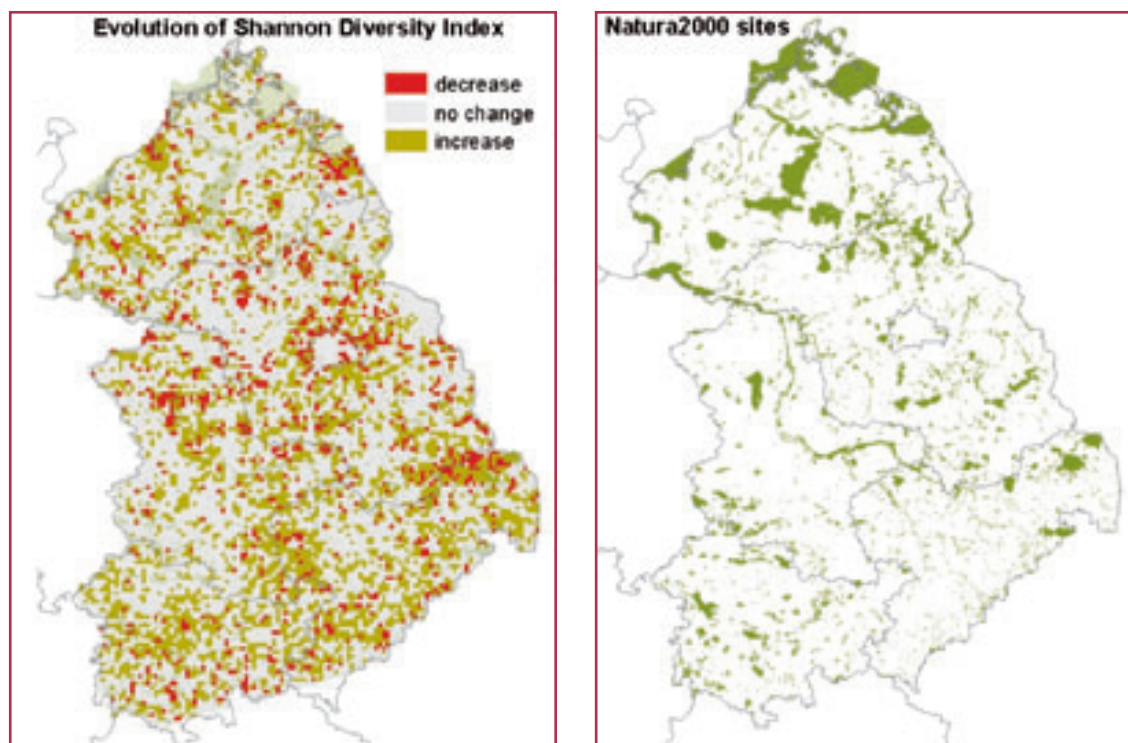 Evolution of Shannon Diversity Index
decrease
no change
increase
Natura2000 sites